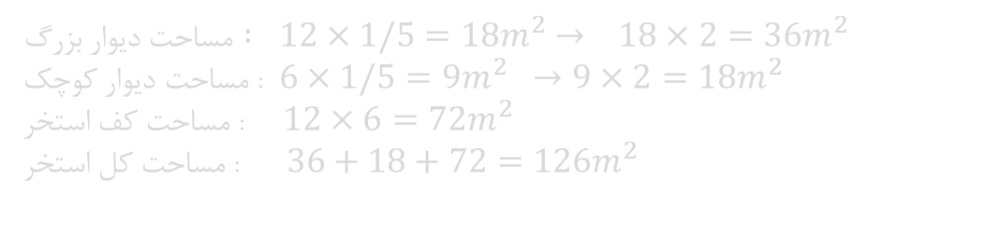 مساحت دیوار بزرگ : 12 × 1/5 = 18m² → 18 × 2 = 36m²
مساحت دیوار کوچک : 6 × 1/5 = 9m² → 9 × 2 = 18m²
مساحت کف استخر : 12 × 6 = 72m²
مساحت کل استخر : 36 + 18 + 72 = 126m²